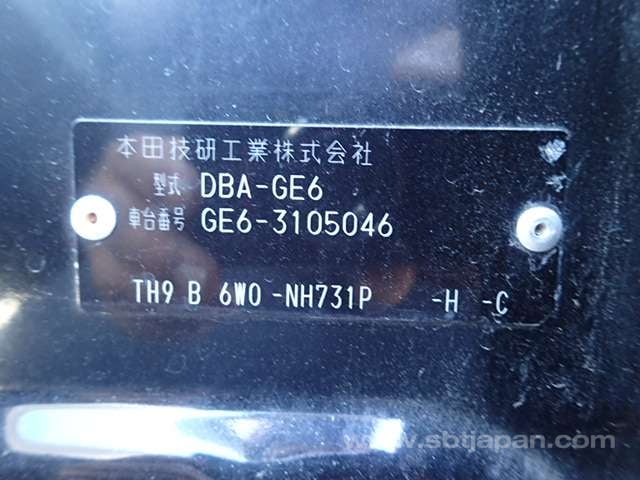 本田技研工業株式会社
型式 DBA-GE6
車台番号 GE6-3105046
TH9 B 6W0 -NH731P -H -C
www.sbtjapan.com